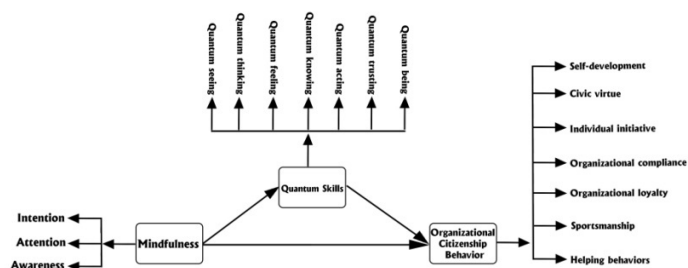 Quantum seeing
Quantum thinking
Quantum feeling
Quantum knowing
Quantum acting
Quantum trusting
Quantum being
Self-development
Civic virtue
Individual initiative
Organizational compliance
Organizational loyalty
Sportsmanship
Helping behaviors
Quantum Skills
Intention
Attention
Awareness
Mindfulness
Organizational
Citizenship
Behavior